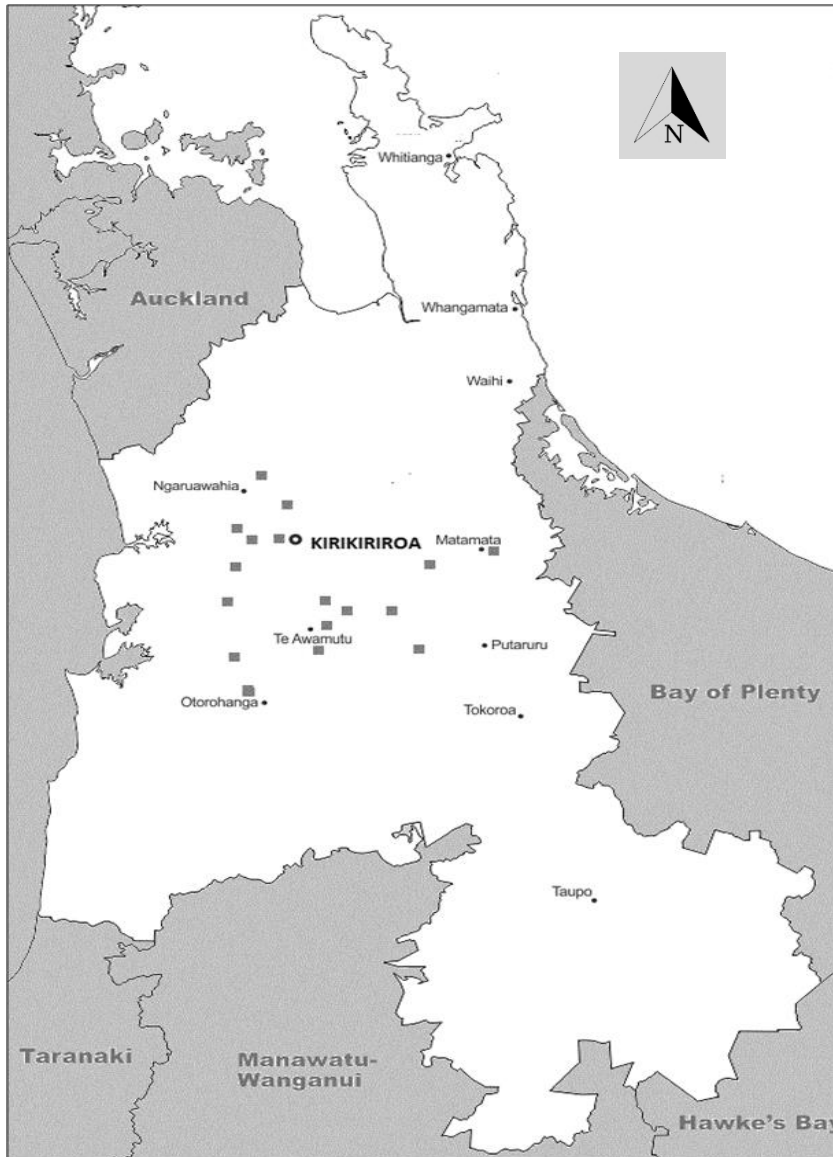 N
Whitianga
Auckland
Whangamata
Waihi
Ngaruawahia
KIRIKIRIROA
Matamata
Te Awamutu
Putaruru
Bay of Plenty
Otorohanga
Tokoroa
Taupo
Taranaki
Manawatu-
Wanganui
Hawke's Bay